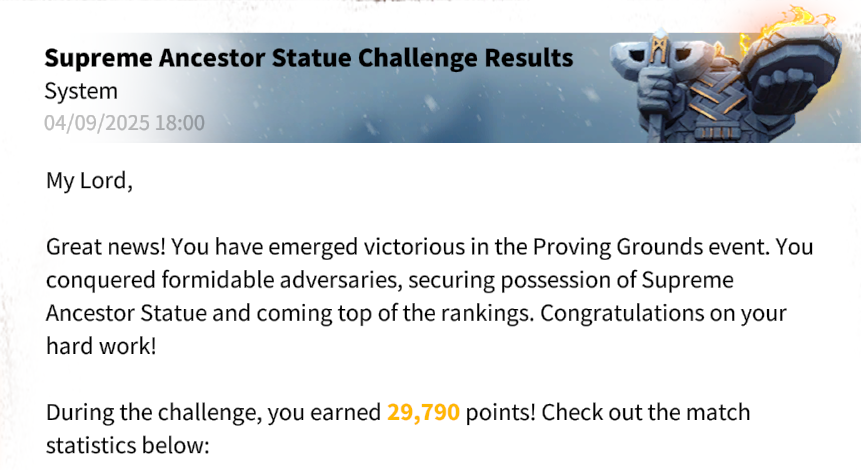 Supreme Ancestor Statue Challenge Results
System
04/09/2025 18:00
My Lord,
Great news! You have emerged victorious in the Proving Grounds event. You
conquered formidable adversaries, securing possession of Supreme
Ancestor Statue and coming top of the rankings. Congratulations on your
hard work!
During the challenge, you earned 29,790 points! Check out the match
statistics below: